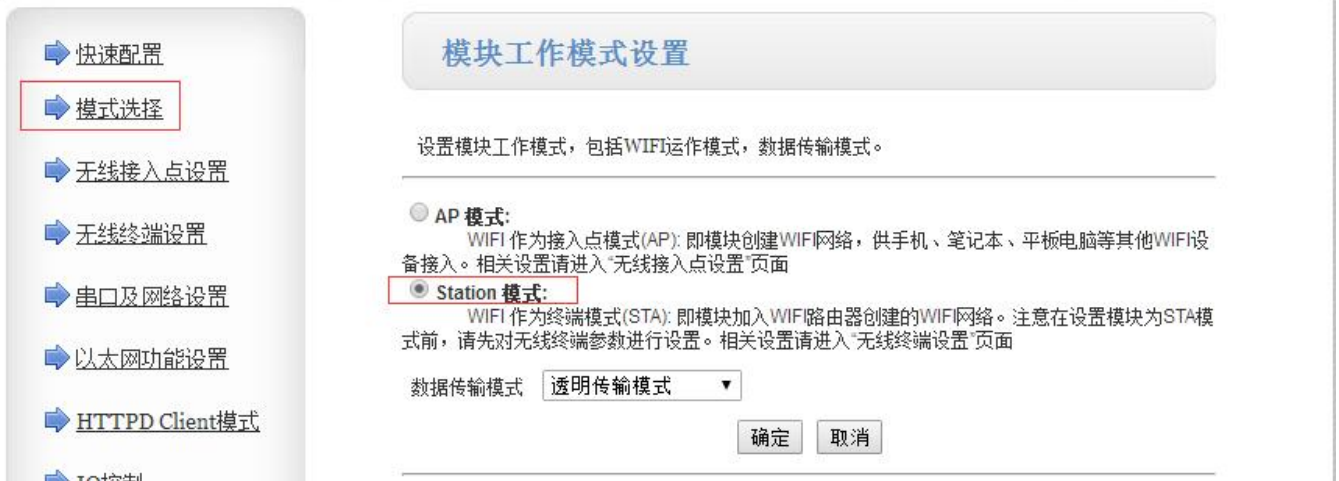 快速配置
模式选择
无线接入点设置
无线终端设置
串口及网络设置
以太网功能设置
HTTPD Client模式
IO控制
模块工作模式设置
设置模块工作模式，包括WIFI运作模式，数据传输模式。
AP 模式:
WIFI 作为接入点模式(AP): 即模块创建WIFI网络，供手机、笔记本、平板电脑等其他WIFI设
备接入。相关设置请进入"无线接入点设置"页面
Station 模式:
WIFI 作为终端模式(STA): 即模块加入WIFI路由器创建的WIFI网络。注意在设置模块为STA模
式前，请先对无线终端参数进行设置。相关设置请进入"无线终端设置"页面
数据传输模式 透明传输模式
确定 取消